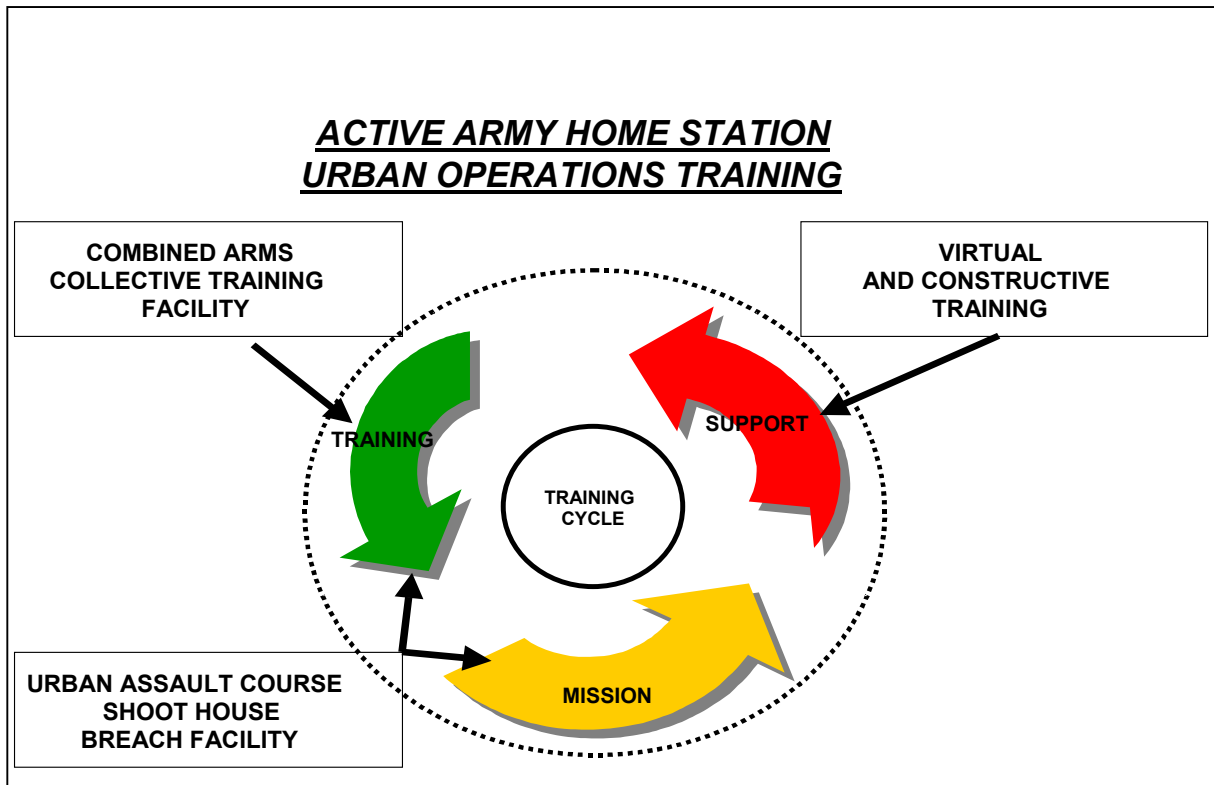 ACTIVE ARMY HOME STATION
URBAN OPERATIONS TRAINING
COMBINED ARMS
COLLECTIVE TRAINING
FACILITY
VIRTUAL
AND CONSTRUCTIVE
TRAINING
TRAINING
SUPPORT
TRAINING
CYCLE
MISSION
URBAN ASSAULT COURSE
SHOOT HOUSE
BREACH FACILITY